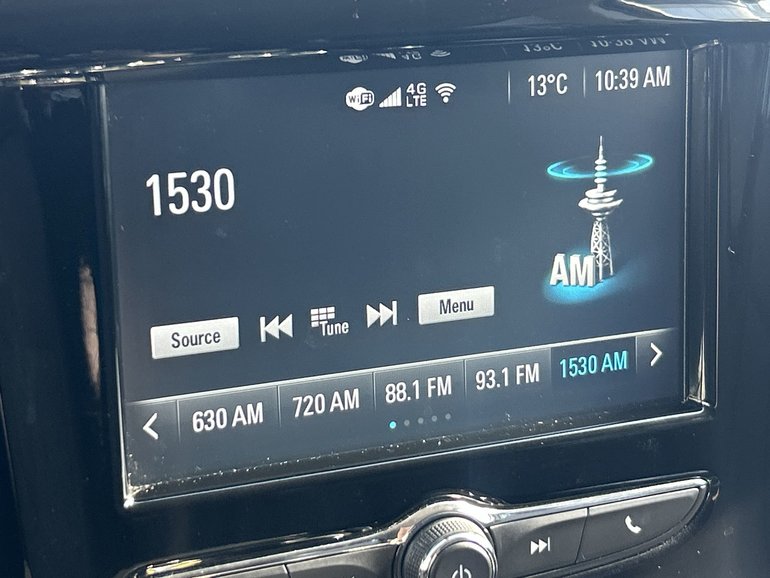 WiFi 4G LTE 13°C 10:39 AM
1530
AM
Source Tune Menu
630 AM 720 AM 88.1 FM 93.1 FM 1530 AM